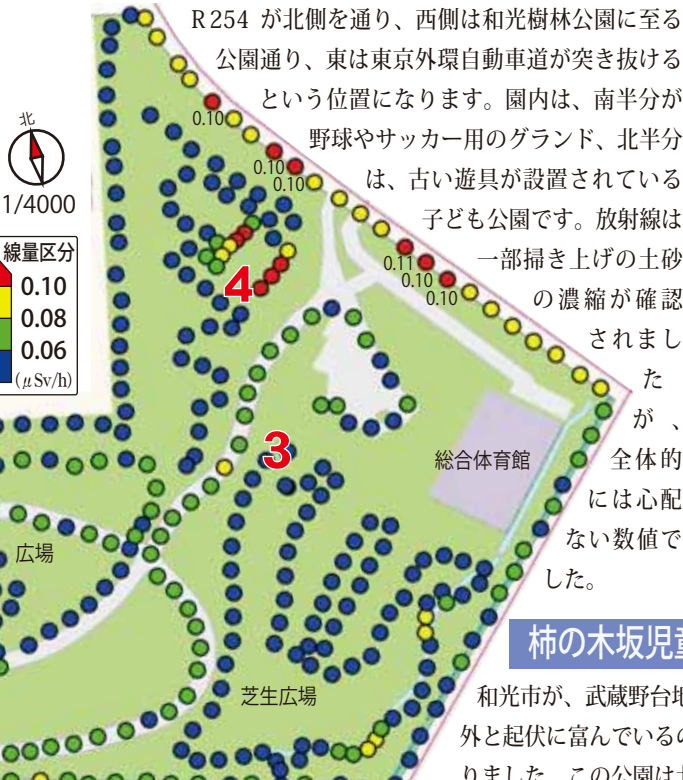 R 254 が北側を通り、西側は和光樹林公園に至る
公園通り、東は東京外環自動車道が突き抜ける
という位置になります。園内は、南半分が
野球やサッカー用のグランド、北半分
は、古い遊具が設置されている
子ども公園です。放射線は
一部掃き上げの土砂
の濃縮が確認
されまし
た
が、
全体的
には心配
ない数値で
した。
北
1/4000
線量区分
0.10
0.08
0.06
(μSv/h)
0.10
0.10
0.10
0.11
0.10
0.10
4
3
総合体育館
広場
芝生広場
柿の木坂児
和光市が、武蔵野台地
外と起伏に富んでいるの
りました。この公園は